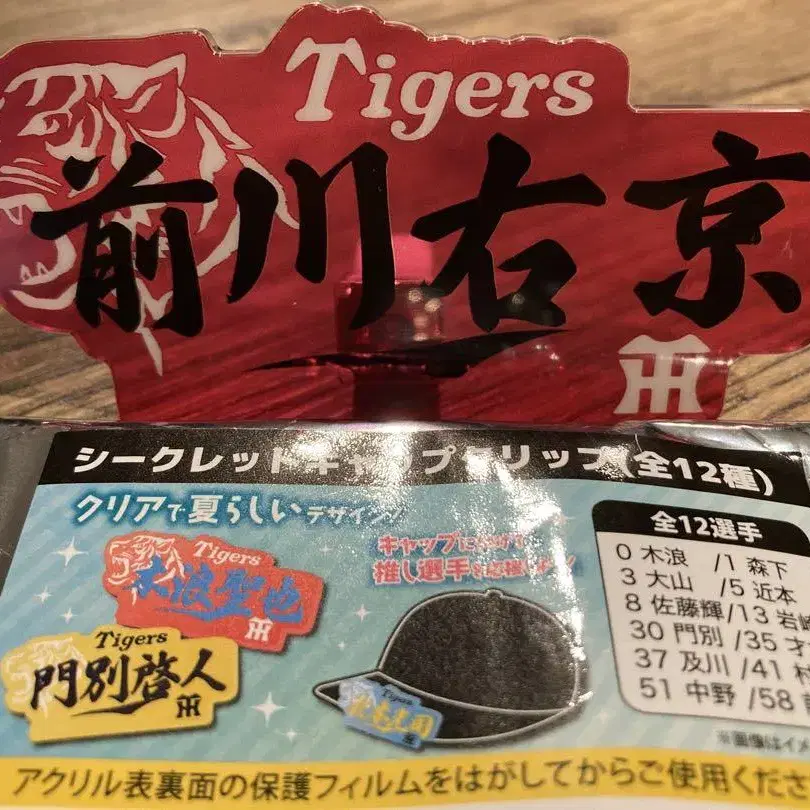 Tigers
前川右京
HT
シークレットキャップクリップ(全12種)
クリアで夏らしいデザイン!
Tigers
木浪聖也
HT
キャップにつけて
推し選手を応援しよう!
Tigers
門別啓人
HT
Tigers
全12選手
0 木浪 /1 森下
3 大山 /5 近本
8 佐藤輝/13 岩崎
30 門別 /35 才
37 及川 /41 村
51 中野 /58
※画像はイメ
アクリル表裏面の保護フィルムをはがしてからご使用くださ